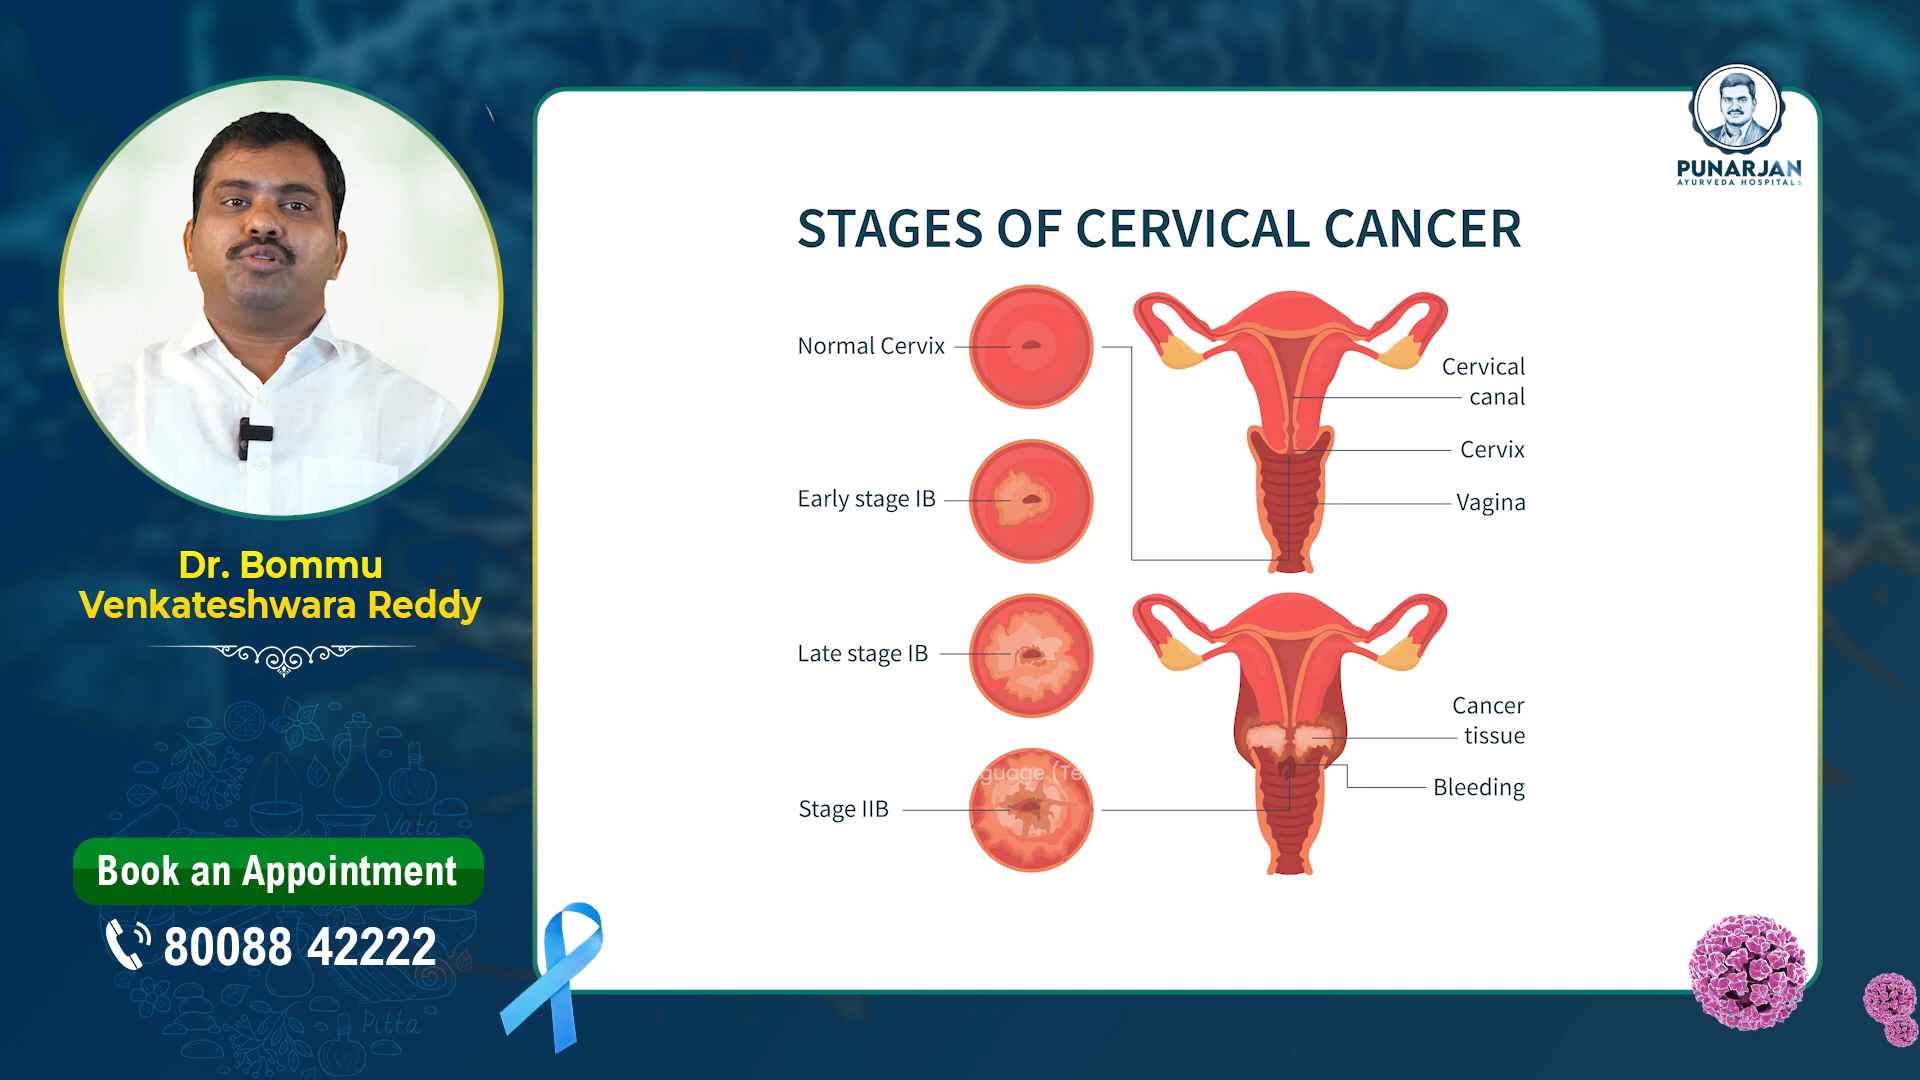 PUNARJAN
AYURVEDA HOSPITALS
STAGES OF CERVICAL CANCER
Normal Cervix
Early stage IB
Late stage IB
Stage IIB
Cervical
canal
Cervix
Vagina
Cancer
tissue
Bleeding
Dr. Bommu
Venkateshwara Reddy
Vata
Book an Appointment
80088 42222
Pitta